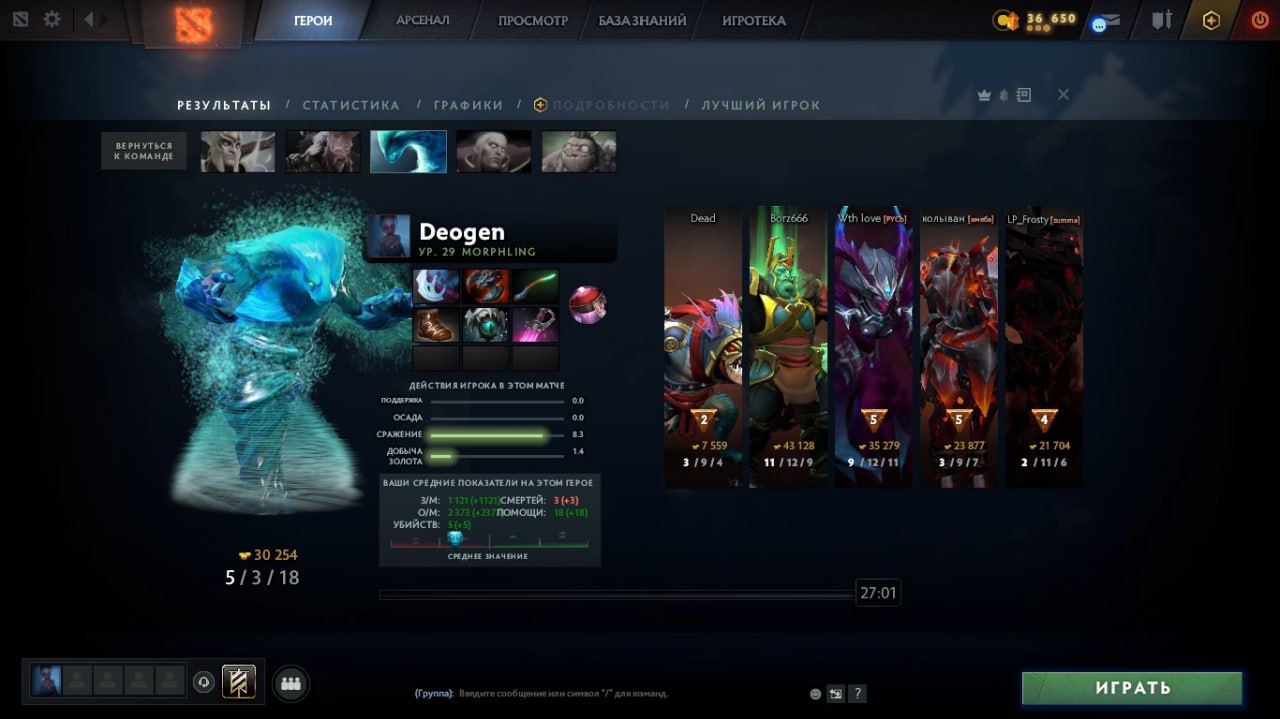 ГЕРОИ
АРСЕНАЛ
ПРОСМОТР
БАЗА ЗНАНИЙ
ИГРОТЕКА
36 650
РЕЗУЛЬТАТЫ / СТАТИСТИКА / ГРАФИКИ / ПОДРОБНОСТИ / ЛУЧШИЙ ИГРОК
ВЕРНУТЬСЯ
К КОМАНДЕ
Deogen
УР. 29 MORPHLING
ДЕЙСТВИЯ ИГРОКА В ЭТОМ МАТЧЕ
ПОДДЕРЖКА 0.0
ОСАДА 0.0
СРАЖЕНИЕ 8.3
ДОБЫЧА
ЗОЛОТА 1.4
ВАШИ СРЕДНИЕ ПОКАЗАТЕЛИ НА ЭТОМ ГЕРОЕ
З/М: 1 121 (+1121) СМЕРТЕЙ: 3 (+3)
О/М: 2 373 (+237 ПОМОЩИ: 18 (+18)
УБИЙСТВ: 5 (+5)
СРЕДНЕЕ ЗНАЧЕНИЕ
30 254
5 / 3 / 18
Dead
2
7 559
3 / 9 / 4
Borz666
43 128
11 / 12 / 9
Wth love [РУСЬ]
5
35 279
9 / 12 / 11
колыван [амеба]
5
23 877
3 / 9 / 7
LP_Frosty [zumma]
4
21 704
2 / 11 / 6
27:01
(Группа): Введите сообщение или символ "/" для команд.
?
ИГРАТЬ